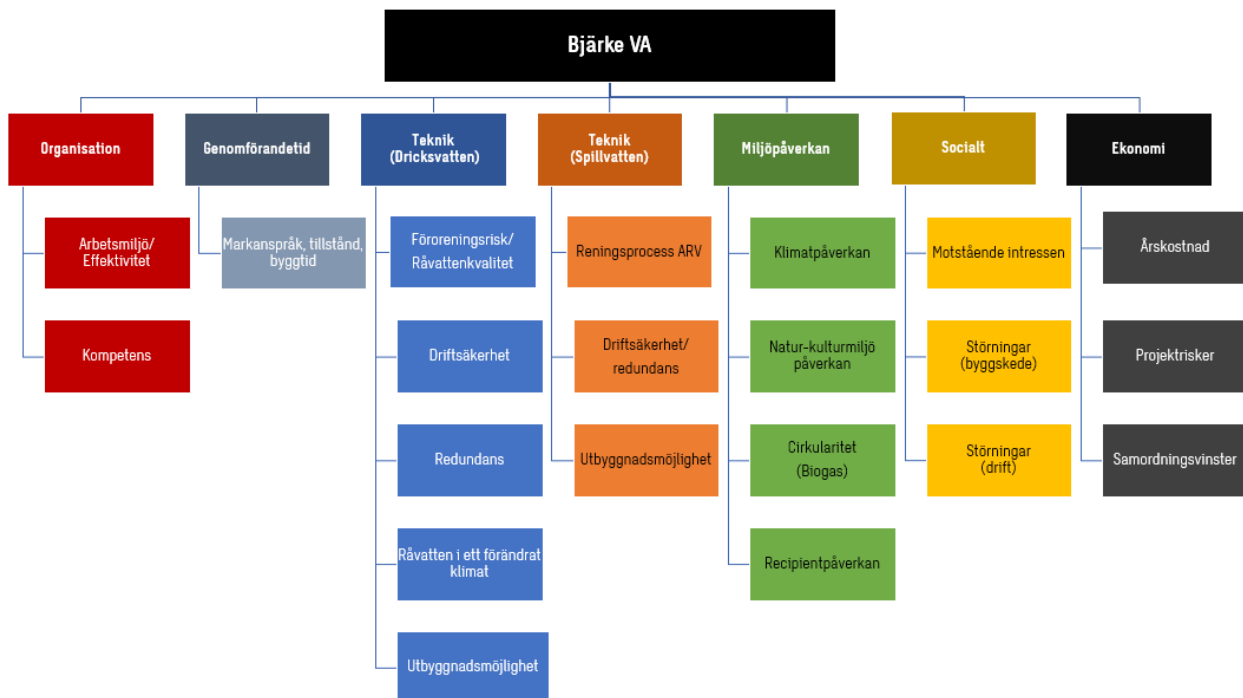 Bjärke VA
Organisation
Genomförandetid
Teknik
(Dricksvatten)
Teknik
(Spillvatten)
Miljöpåverkan
Socialt
Ekonomi
Arbetsmiljö/
Effektivitet
Kompetens
Markanspråk, tillstånd,
byggtid
Föroreningsrisk/
Råvattenkvalitet
Driftsäkerhet
Redundans
Råvatten i ett förändrat
klimat
Utbyggnadsmöjlighet
Reningsprocess ARV
Driftsäkerhet/
redundans
Utbyggnadsmöjlighet
Klimatpåverkan
Natur-kulturmiljö
påverkan
Cirkularitet
(Biogas)
Recipientpåverkan
Motstående intressen
Störningar
(byggskede)
Störningar
(drift)
Årskostnad
Projektrisker
Samordningsvinster